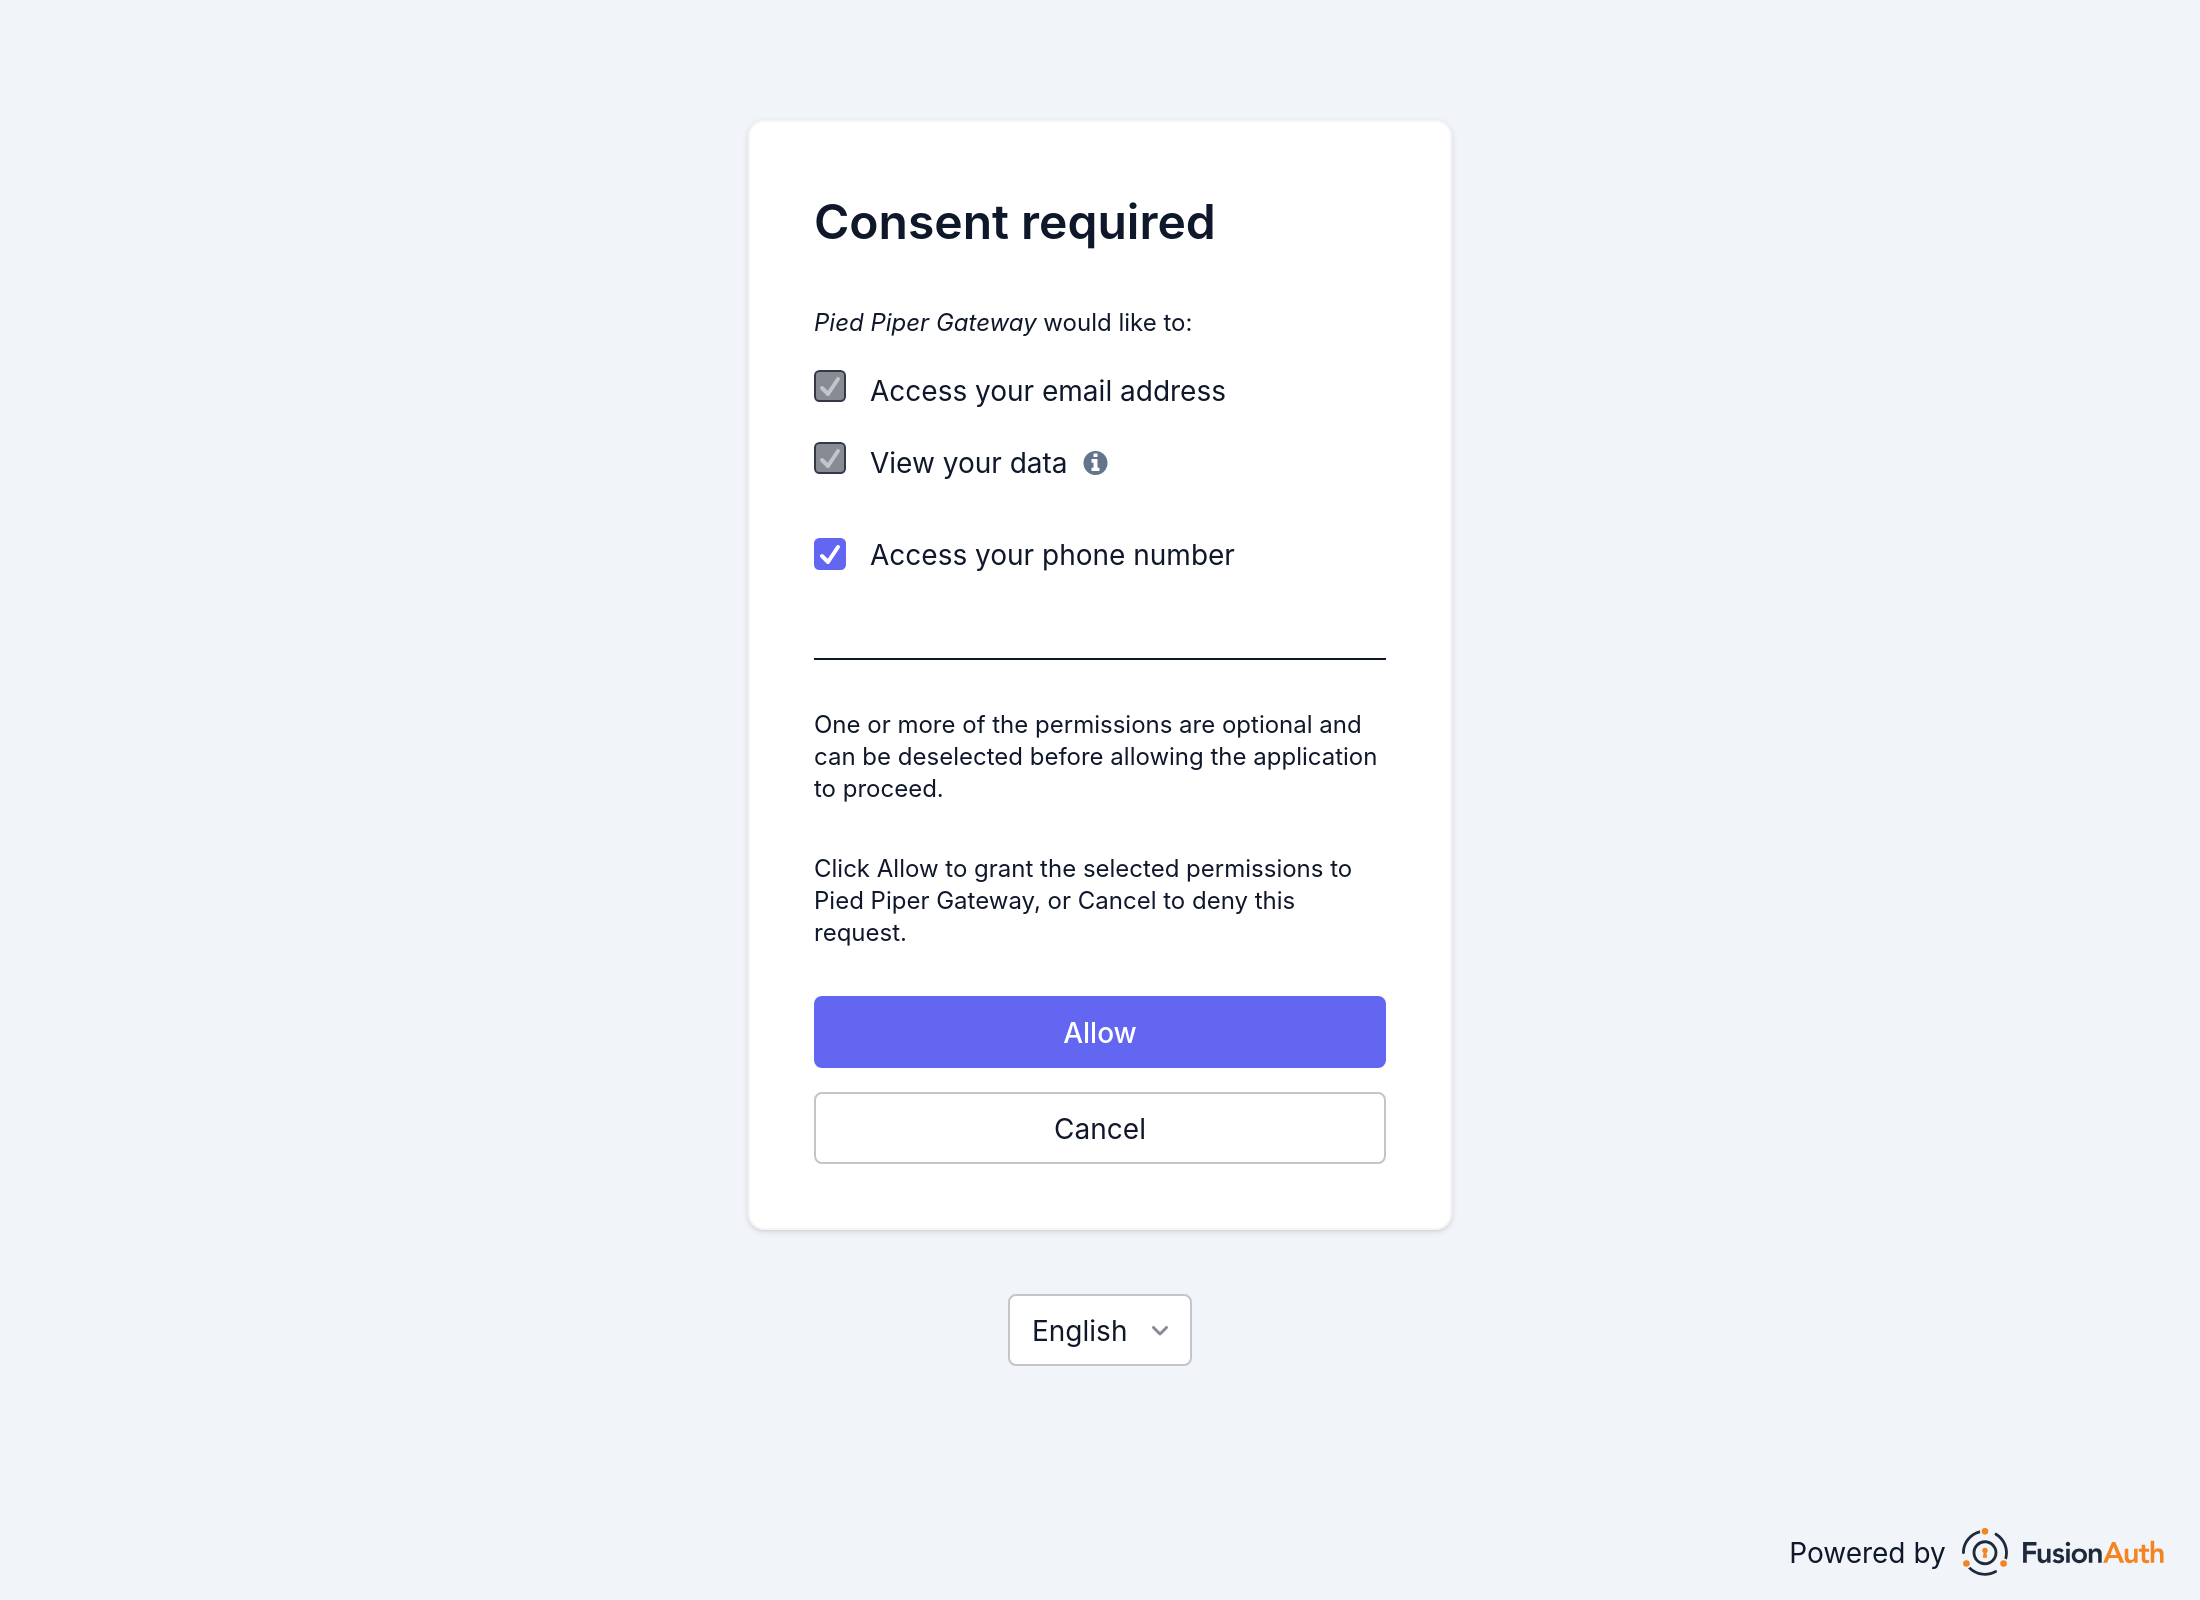 Consent required
Pied Piper Gateway would like to:
Access your email address
View your data
Access your phone number
One or more of the permissions are optional and
can be deselected before allowing the application
to proceed.
Click Allow to grant the selected permissions to
Pied Piper Gateway, or Cancel to deny this
request.
Allow
Cancel
English
Powered by FusionAuth